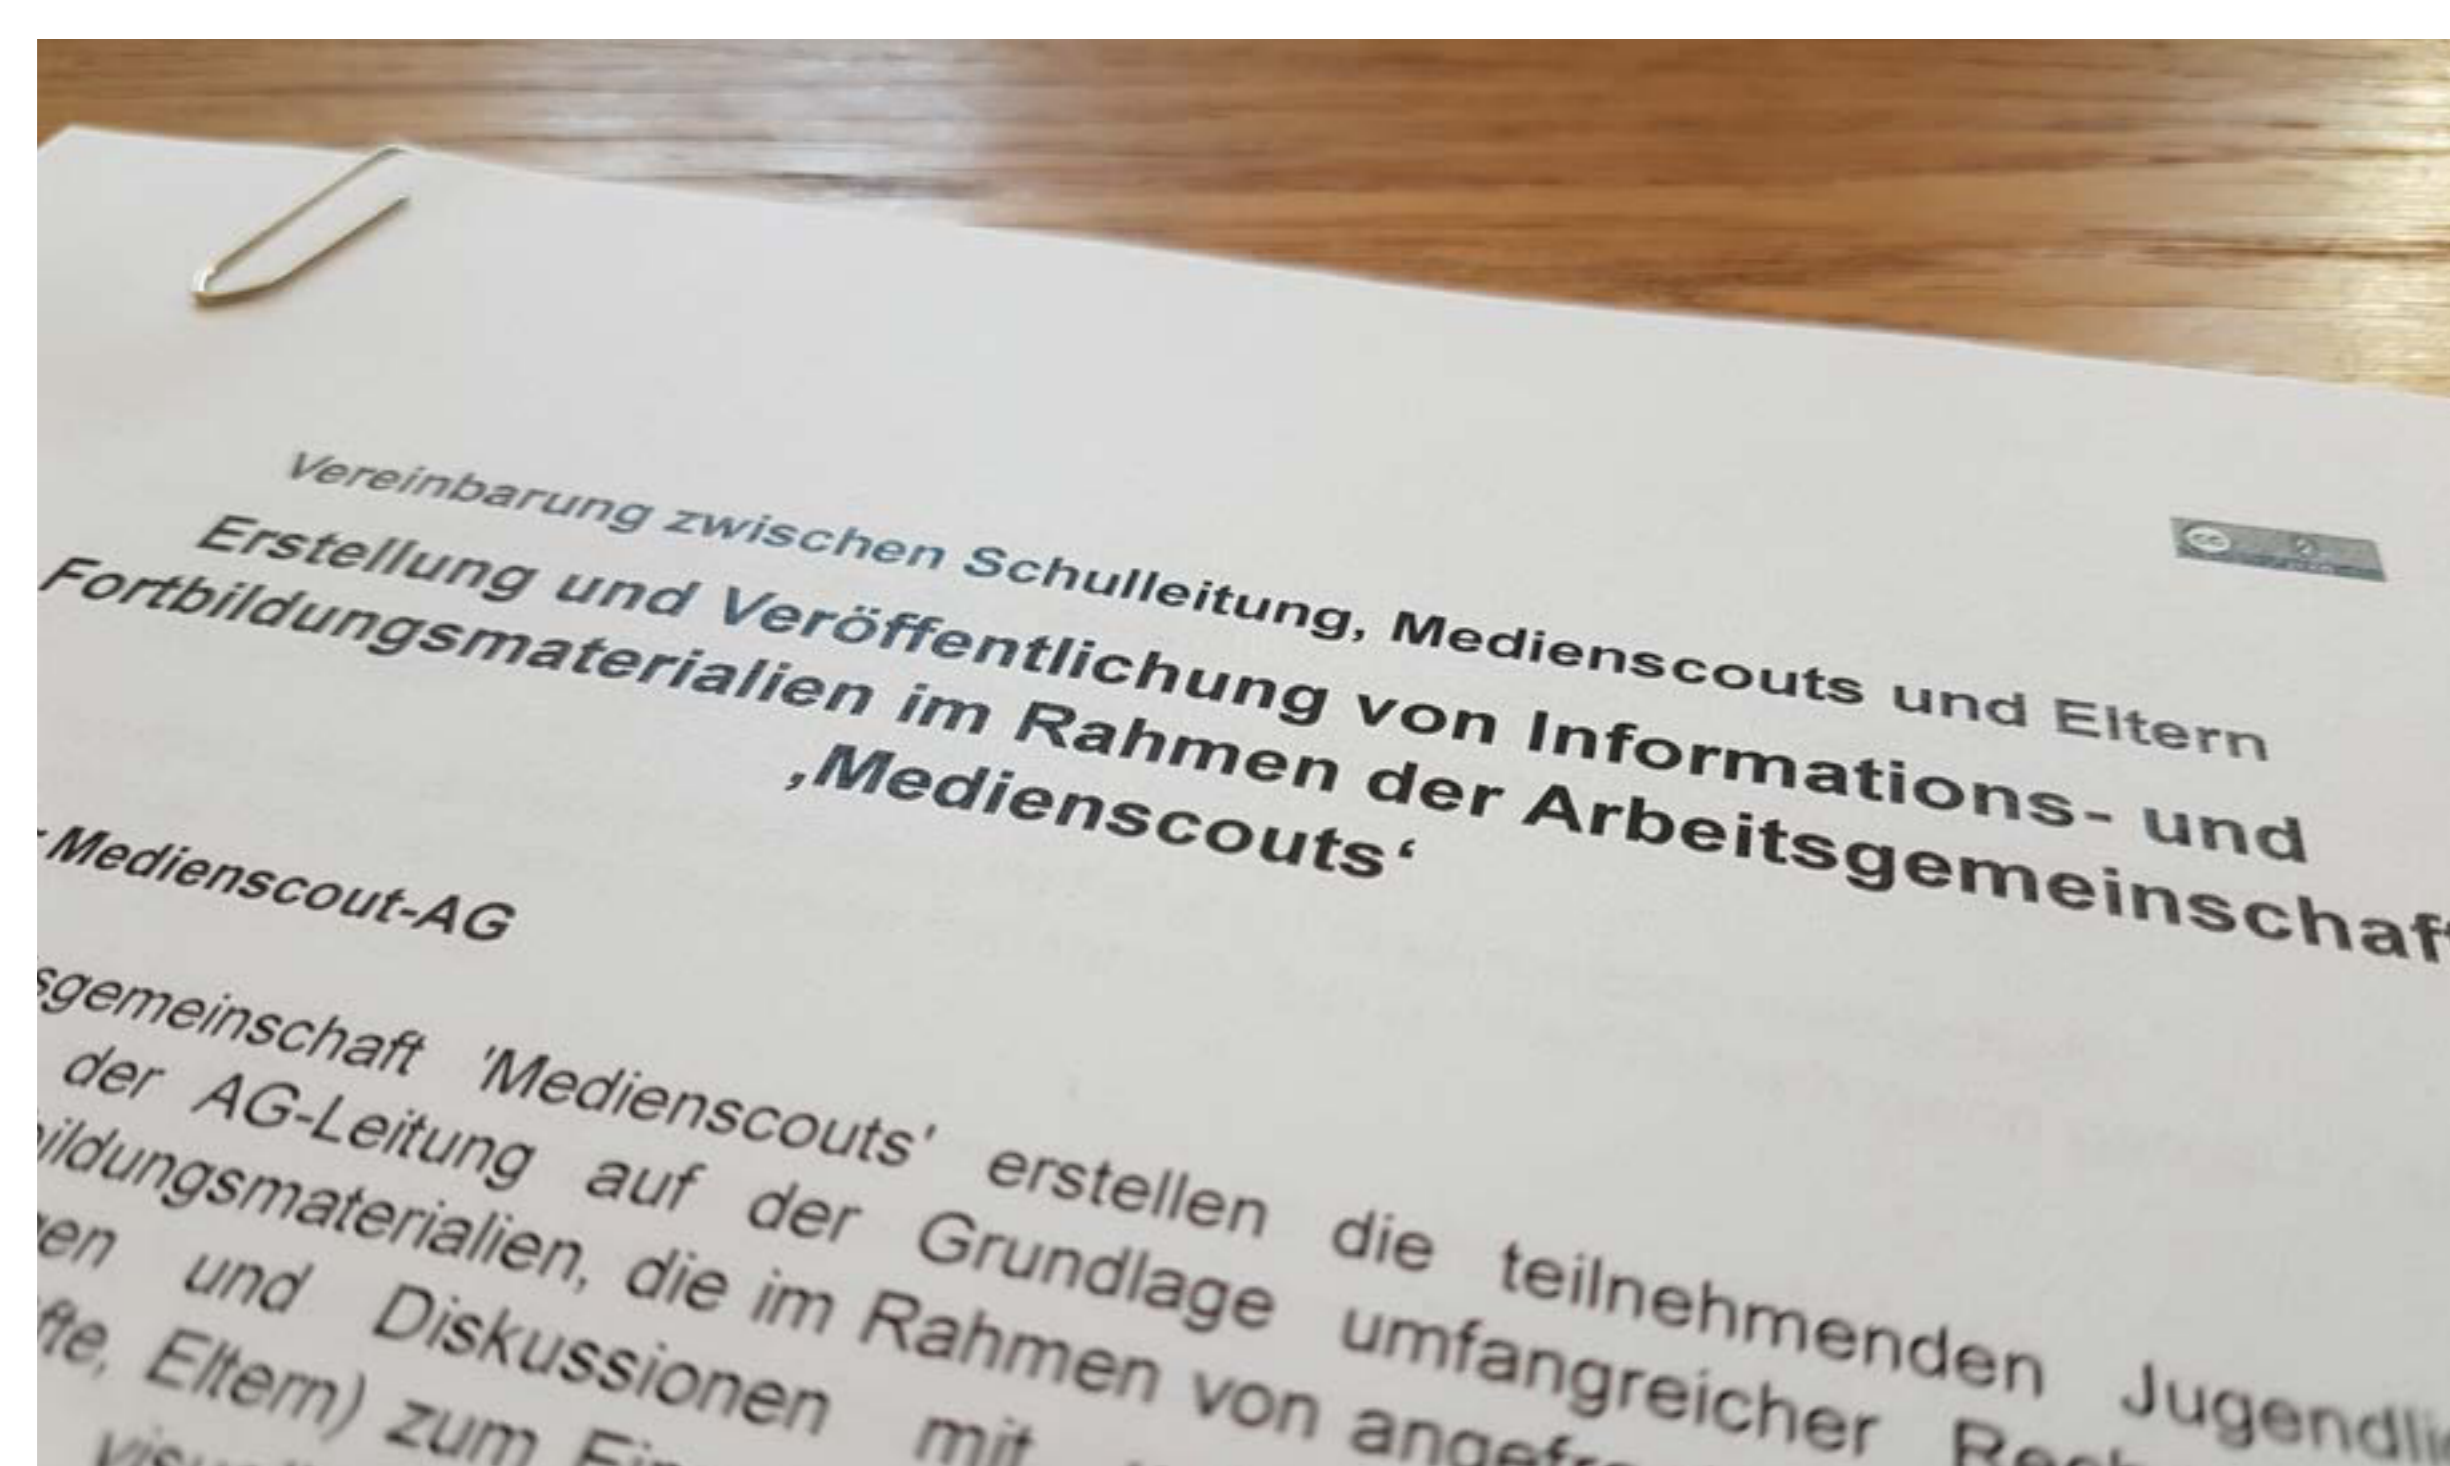 Vereinbarung zwischen Schulleitung, Medienscouts und Eltern
Erstellung und Veröffentlichung von Informations- und
Fortbildungsmaterialien im Rahmen der Arbeitsgemeinschaft
‚Medienscouts‘
Medienscout-AG
sgemeinschaft 'Medienscouts' erstellen die teilnehmenden Jugendli
der AG-Leitung auf der Grundlage umfangreicher
ildungsmaterialien, die im Rahmen von angefr
en und Diskussionen mit
fte, Eltern) zum
cc